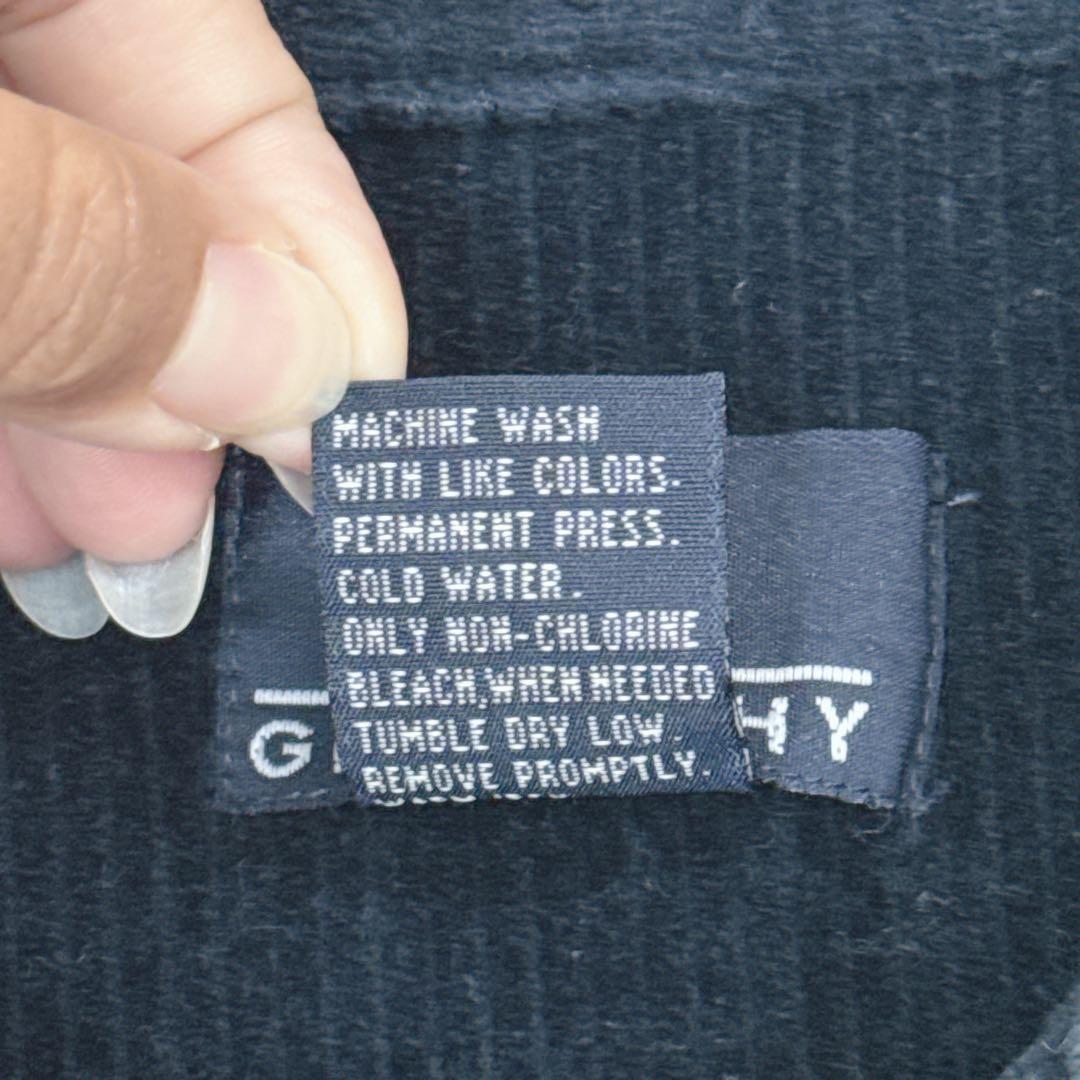 MACHINE WASH
WITH LIKE COLORS.
PERMANENT PRESS.
COLD WATER.
ONLY NON-CHLORINE
BLEACH,WHEN NEEDED
TUMBLE DRY LOW.
REMOVE PROMPTLY.
G HY